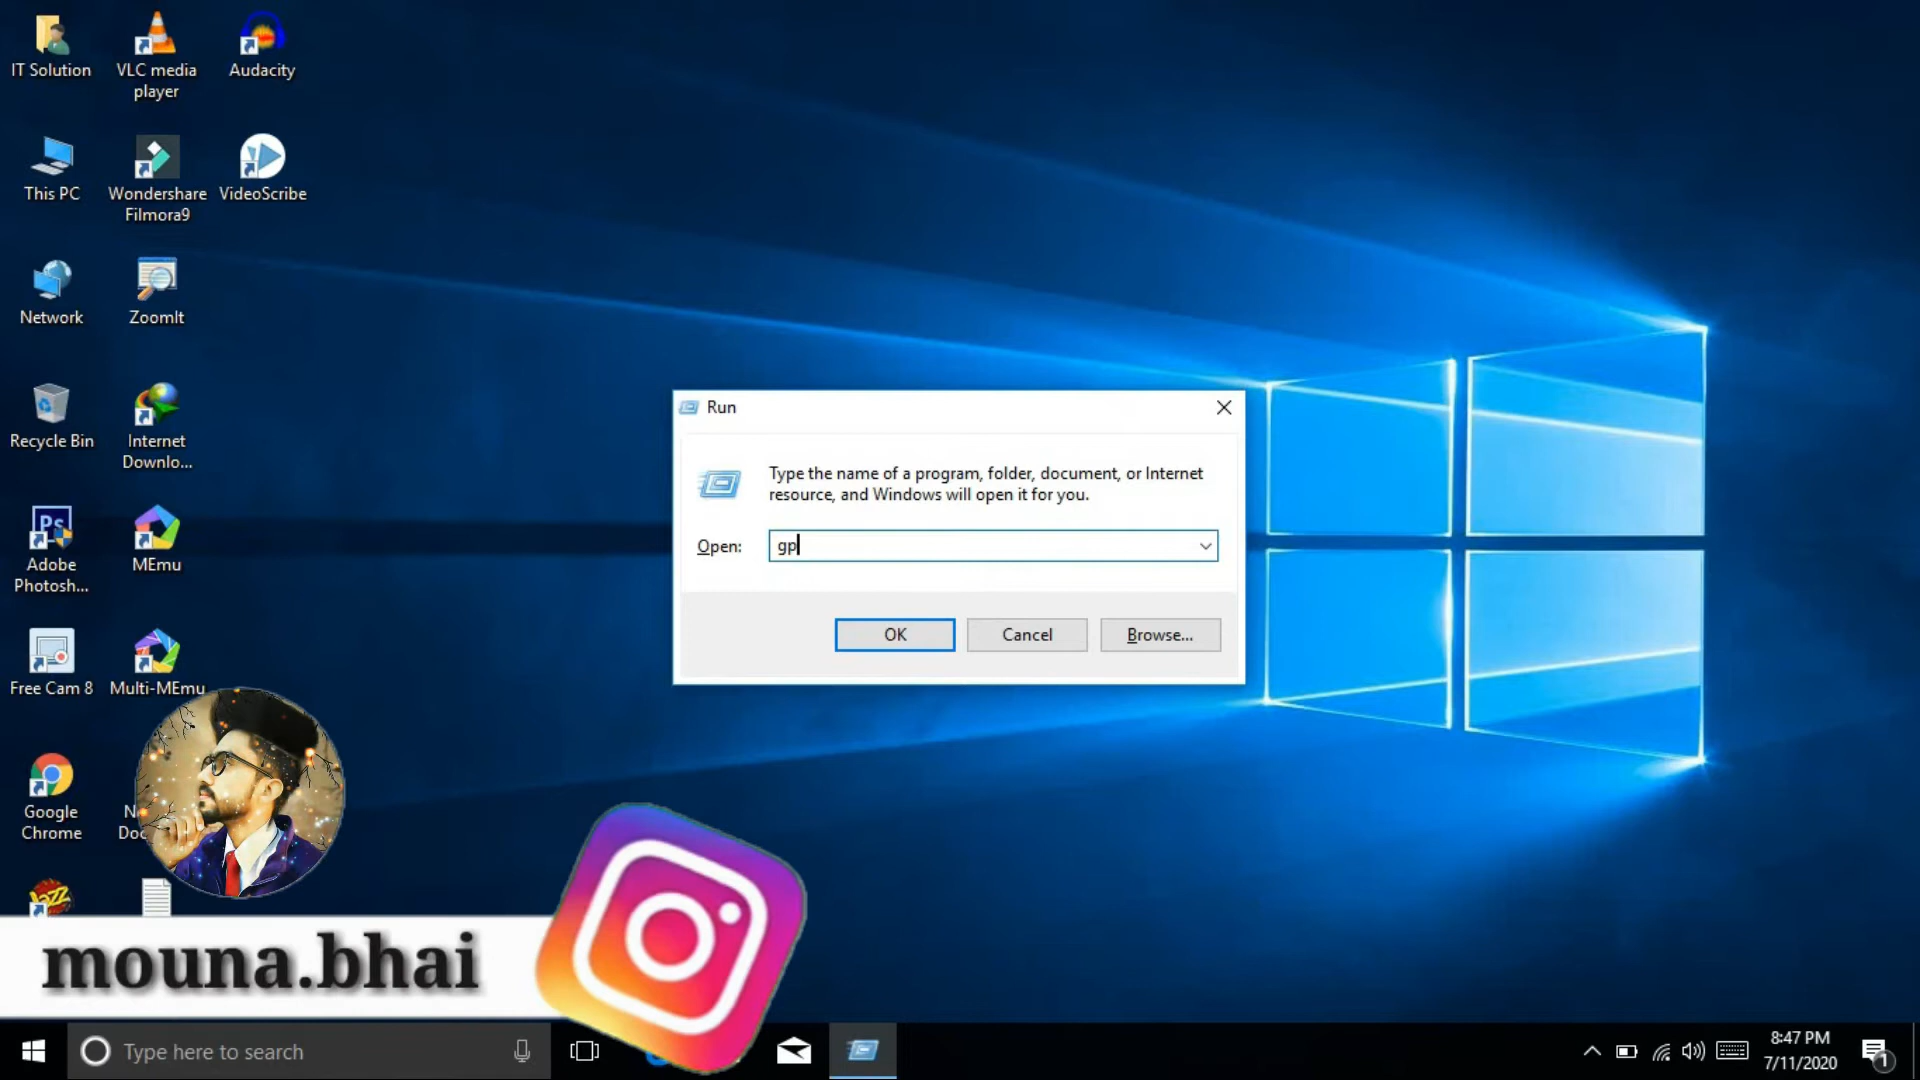 IT Solution
VLC media
player
Audacity
This PC
Wondershare
Filmora9
VideoScribe
Network
ZoomIt
Recycle Bin
Internet
Downlo...
Ps
Adobe
Photosh...
MEmu
Free Cam 8
Multi-MEmu
Google
Chrome
Jazz
Run
Type the name of a program, folder, document, or Internet
resource, and Windows will open it for you.
Open:
gp
OK
Cancel
Browse...
mouna.bhai
Type here to search
8:47 PM
7/11/2020
1